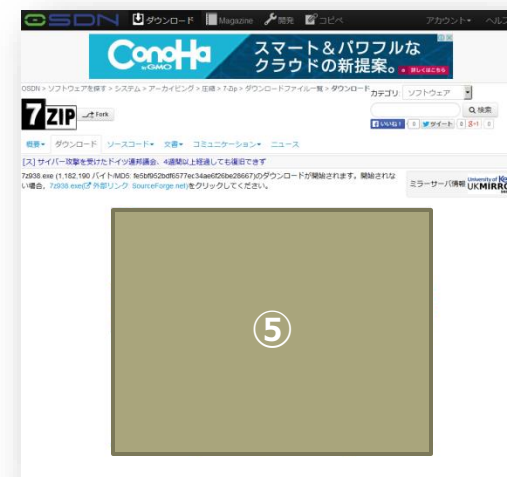 OSDN ダウンロード Magazine 開発 コピペ アカウント▾ ヘルプ
ConoHa by GMO
スマート＆パワフルな
クラウドの新提案。 詳しくはこちら
OSDN > ソフトウェアを探す > システム > アーカイビング > 圧縮 > 7-Zip > ダウンロードファイル一覧 > ダウンロード
カテゴリ: ソフトウェア
7ZIP Fork
検索
いいね! 0 ツイート 0 g+1 0
概要▾ ダウンロード ソースコード▾ 文書▾ コミュニケーション▾ ニュース
[ス] サイバー攻撃を受けたドイツ連邦議会、4週間以上経過しても復旧できず
7z938.exe (1,182,190 バイト/MD5: fe5bf952bdf6577ec34ae6f26be28667)のダウンロードが開始されます。開始されな
い場合、7z938.exe(外部リンク: SourceForge.net)をクリックしてください。
ミラーサーバ情報 University of
UKMIRRO
⑤